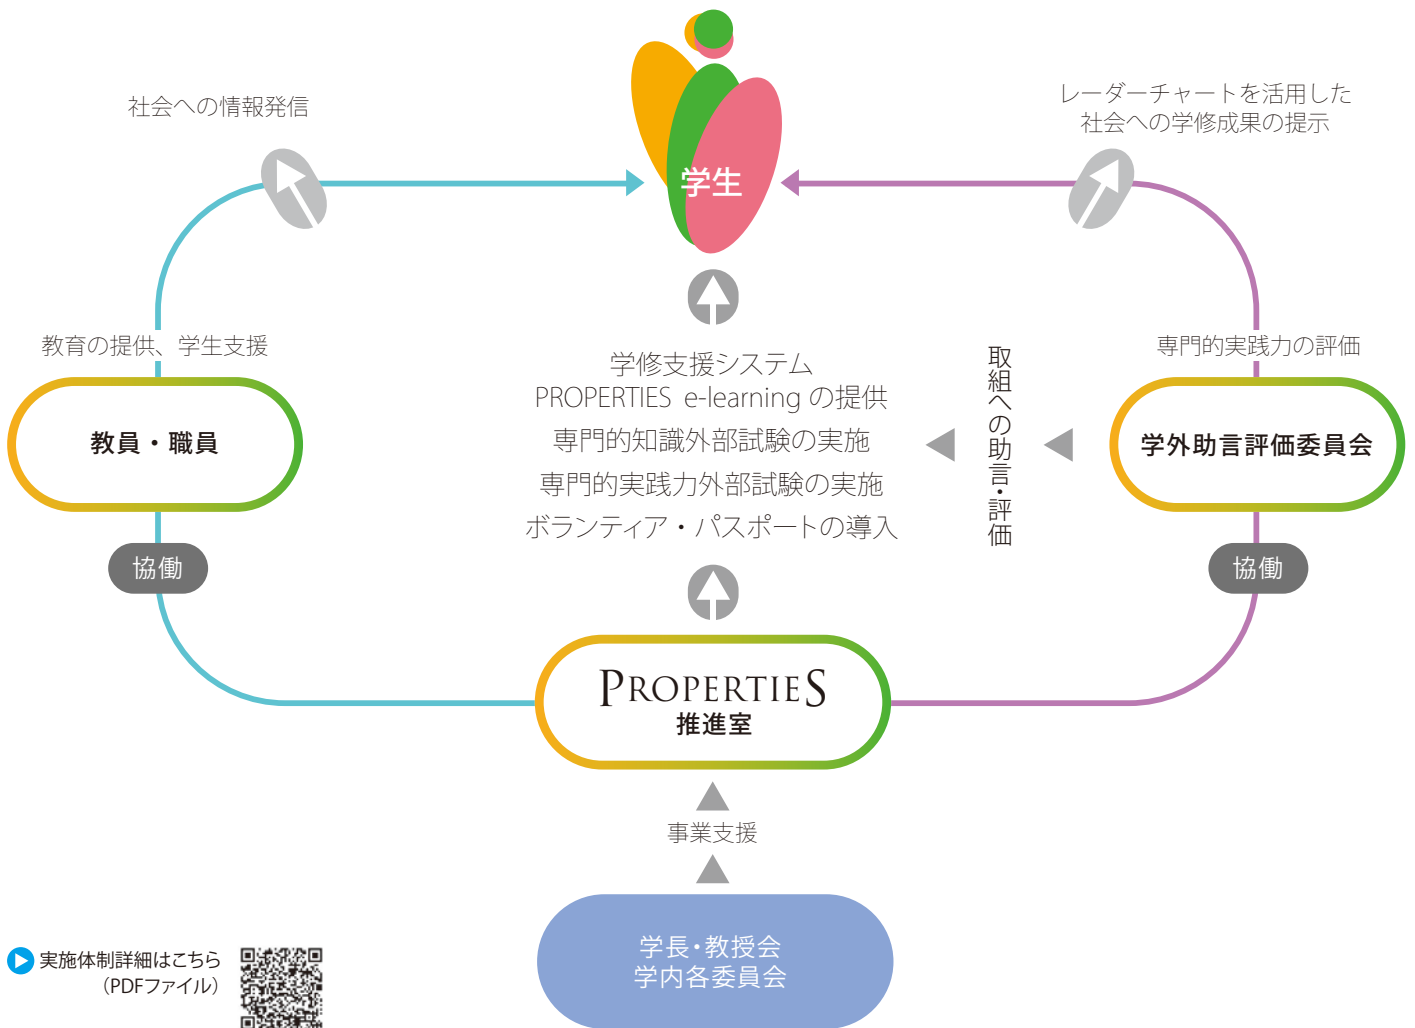 社会への情報発信
レーダーチャートを活用した
社会への学修成果の提示
学生
教育の提供、学生支援
専門的実践力の評価
学修支援システム
PROPERTIES e-learning の提供
専門的知識外部試験の実施
専門的実践力外部試験の実施
ボランティア・パスポートの導入
取組への助言・評価
教員・職員
学外助言評価委員会
協働
協働
PROPERTIES
推進室
事業支援
学長・教授会
学内各委員会
実施体制詳細はこちら
（PDFファイル）